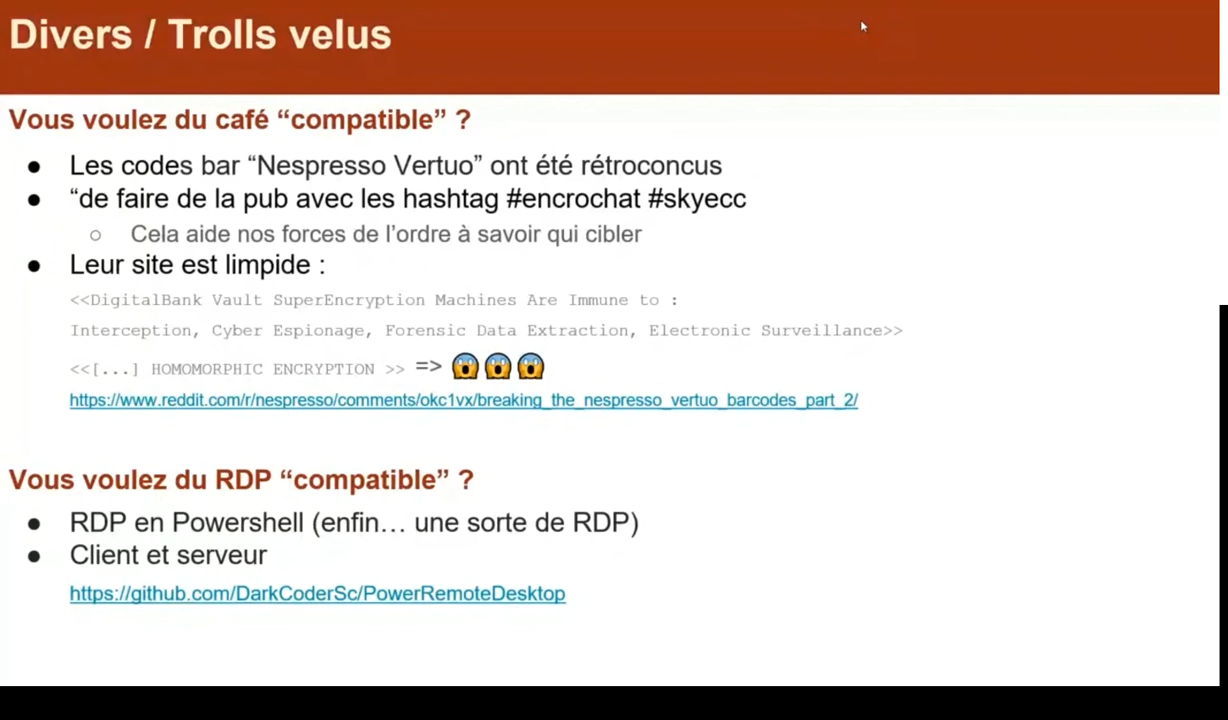 Divers / Trolls velus
Vous voulez du café “compatible” ?
● Les codes bar “Nespresso Vertuo” ont été rétroconcus
● “de faire de la pub avec les hashtag #encrochat #skyecc
○ Cela aide nos forces de l’ordre à savoir qui cibler
● Leur site est limpide :
<<DigitalBank Vault SuperEncryption Machines Are Immune to :
Interception, Cyber Espionage, Forensic Data Extraction, Electronic Surveillance>>
<<[...] HOMOMORPHIC ENCRYPTION >> => 😱😱😱
https://www.reddit.com/r/nespresso/comments/okc1vx/breaking_the_nespresso_vertuo_barcodes_part_2/
Vous voulez du RDP “compatible” ?
● RDP en Powershell (enfin… une sorte de RDP)
● Client et serveur
https://github.com/DarkCoderSc/PowerRemoteDesktop